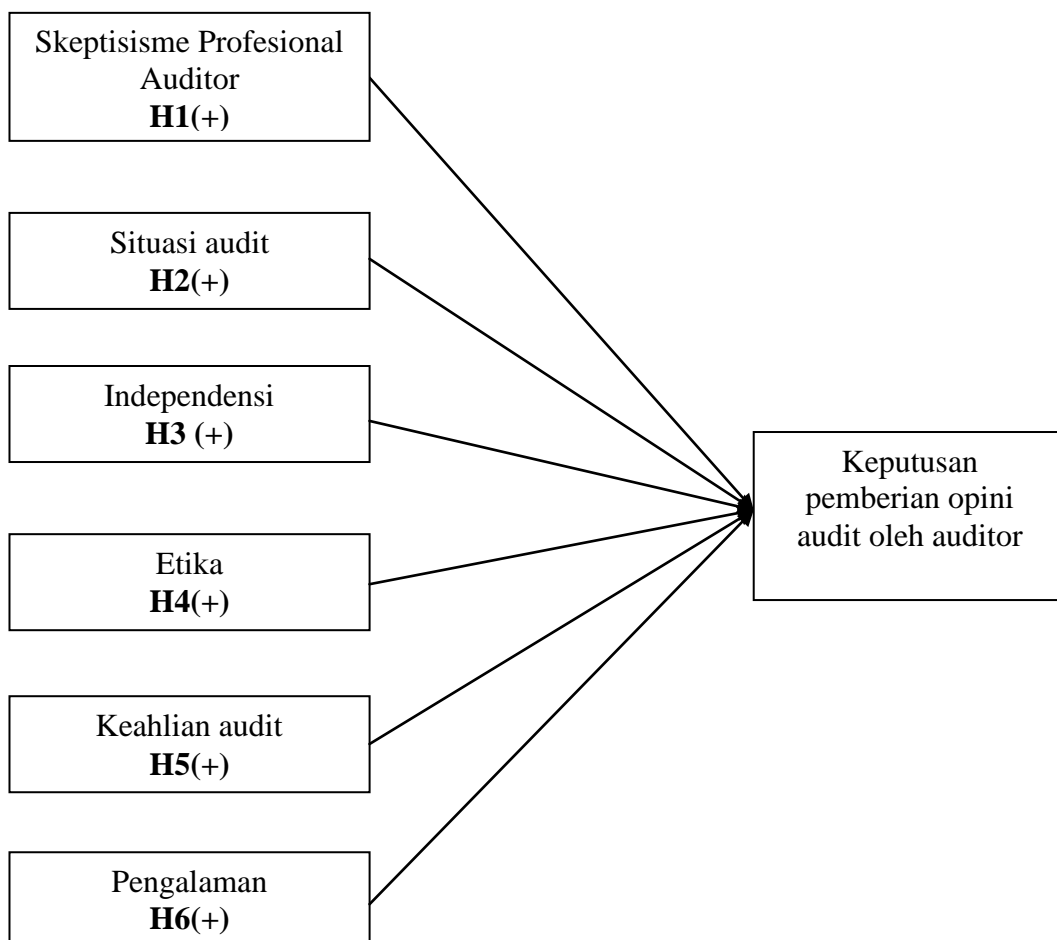 Skeptisisme Profesional
Auditor
H1(+)
Situasi audit
H2(+)
Independensi
H3 (+)
Etika
H4(+)
Keahlian audit
H5(+)
Pengalaman
H6(+)
Keputusan
pemberian opini
audit oleh auditor